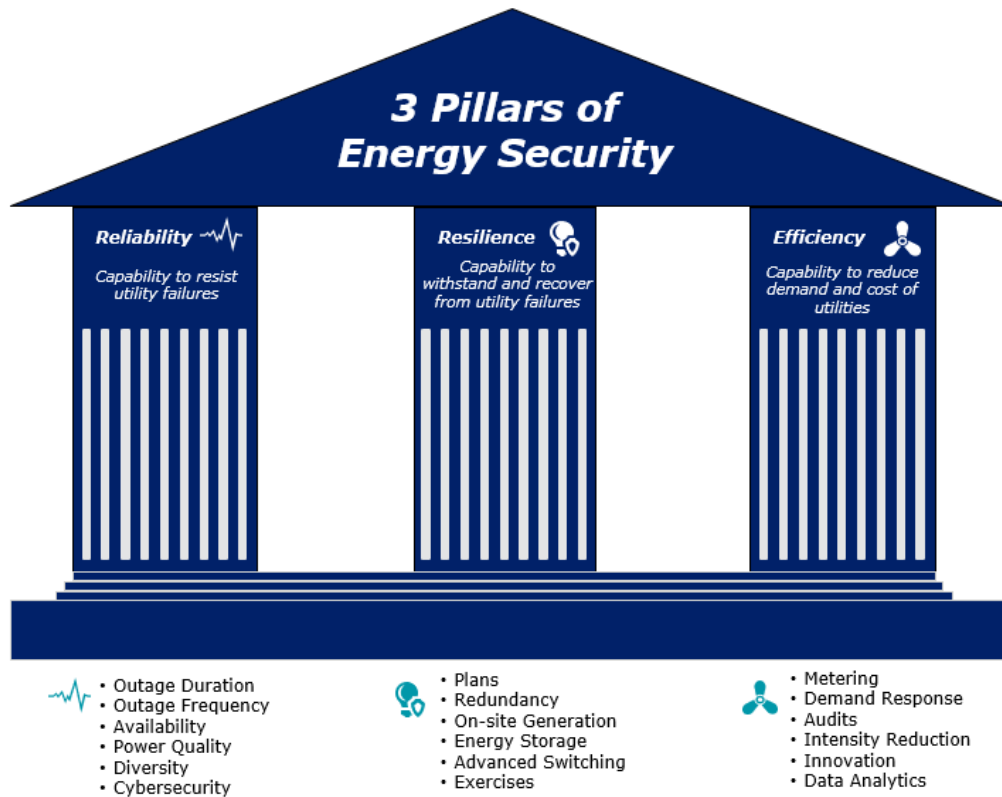 3 Pillars of
Energy Security
Reliability
Capability to resist
utility failures
Resilience
Capability to
withstand and recover
from utility failures
Efficiency
Capability to reduce
demand and cost of
utilities
• Outage Duration
• Outage Frequency
• Availability
• Power Quality
• Diversity
• Cybersecurity
• Plans
• Redundancy
• On-site Generation
• Energy Storage
• Advanced Switching
• Exercises
• Metering
• Demand Response
• Audits
• Intensity Reduction
• Innovation
• Data Analytics